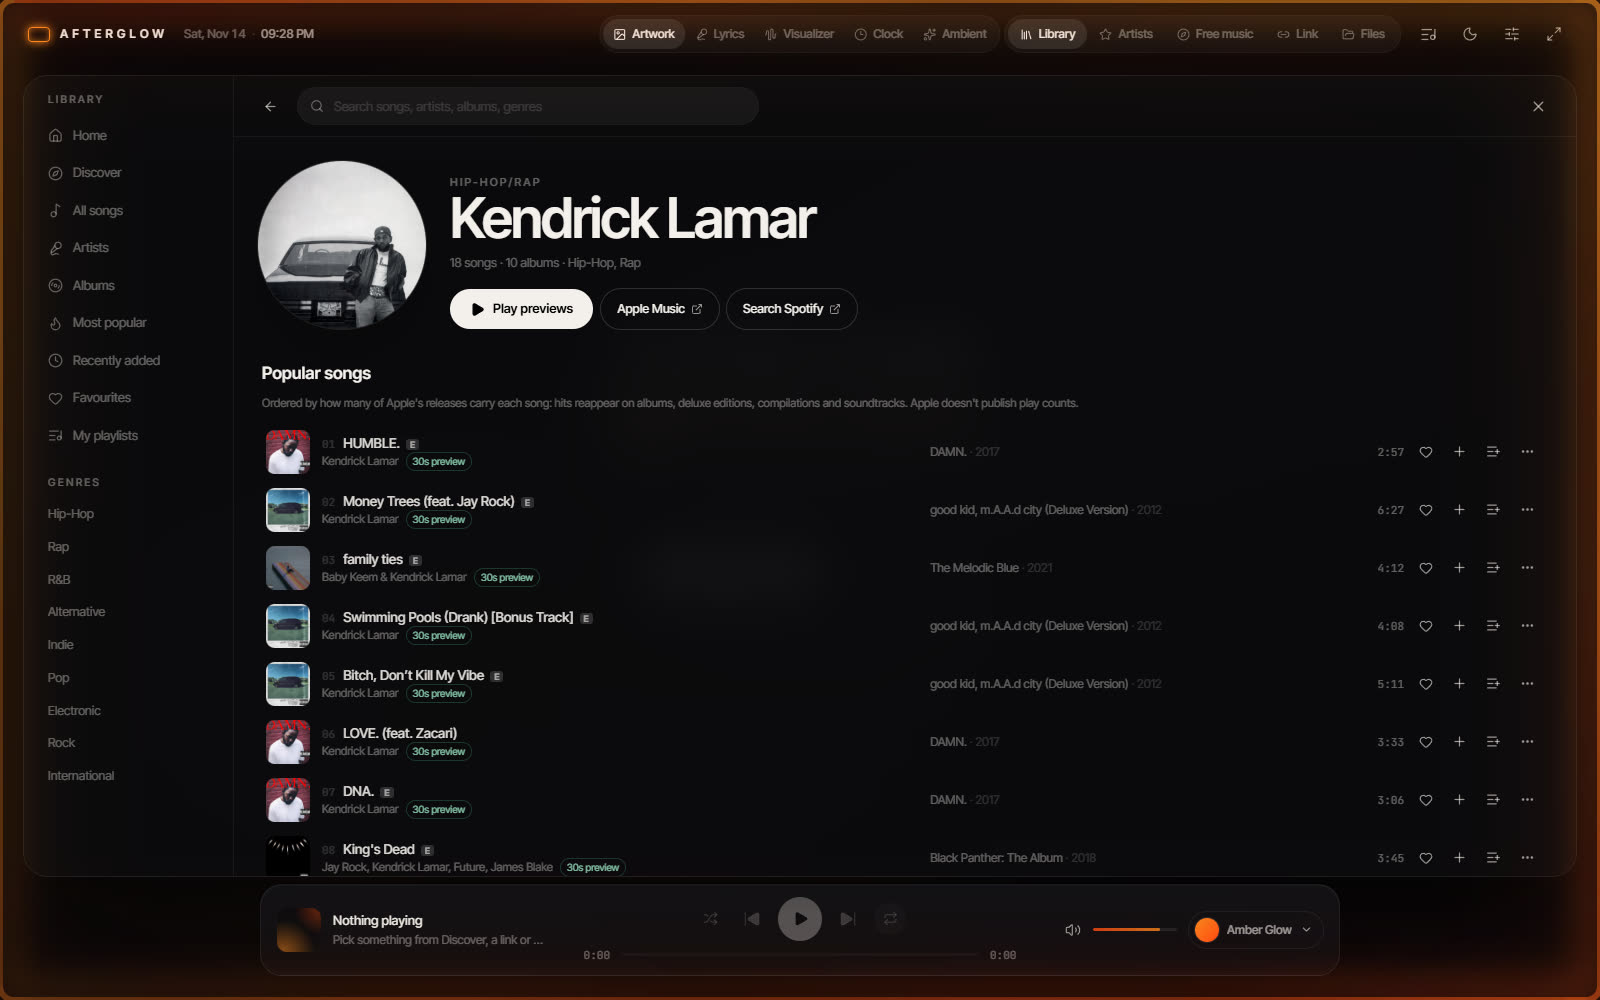 AFTERGLOW Sat, Nov 14 · 09:28 PM
Artwork Lyrics Visualizer Clock Ambient Library Artists Free music Link Files
LIBRARY
Home
Discover
All songs
Artists
Albums
Most popular
Recently added
Favourites
My playlists
GENRES
Hip-Hop
Rap
R&B
Alternative
Indie
Pop
Electronic
Rock
International
Search songs, artists, albums, genres
HIP-HOP/RAP
Kendrick Lamar
18 songs · 10 albums · Hip-Hop, Rap
Play previews Apple Music Search Spotify
Popular songs
Ordered by how many of Apple's releases carry each song: hits reappear on albums, deluxe editions, compilations and soundtracks. Apple doesn't publish play counts.
01 HUMBLE. E
Kendrick Lamar 30s preview
DAMN. · 2017 2:57
02 Money Trees (feat. Jay Rock) E
Kendrick Lamar 30s preview
good kid, m.A.A.d city (Deluxe Version) · 2012 6:27
03 family ties E
Baby Keem & Kendrick Lamar 30s preview
The Melodic Blue · 2021 4:12
04 Swimming Pools (Drank) [Bonus Track] E
Kendrick Lamar 30s preview
good kid, m.A.A.d city (Deluxe Version) · 2012 4:08
05 Bitch, Don't Kill My Vibe E
Kendrick Lamar 30s preview
good kid, m.A.A.d city (Deluxe Version) · 2012 5:11
06 LOVE. (feat. Zacari)
Kendrick Lamar 30s preview
DAMN. · 2017 3:33
07 DNA. E
Kendrick Lamar 30s preview
DAMN. · 2017 3:06
08 King's Dead E
Jay Rock, Kendrick Lamar, Future, James Blake 30s preview
Black Panther: The Album · 2018 3:45
Nothing playing
Pick something from Discover, a link or ...
0:00 0:00
Amber Glow